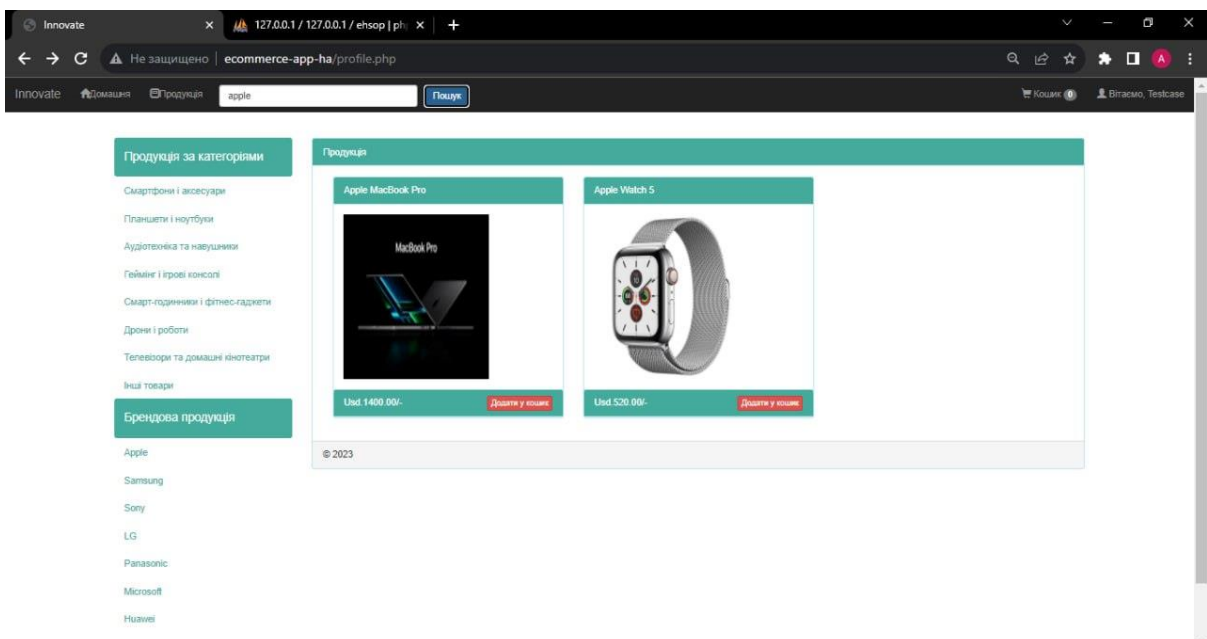 Innovate
127.0.0.1 / 127.0.0.1 / ehsop | ph
Не защищено | ecommerce-app-ha/profile.php
A
Innovate Домашня Продукція apple Пошук Кошик 0 Вітаємо, Testcase
Продукція за категоріями
Смартфони і аксесуари
Планшети і ноутбуки
Аудіотехніка та навушники
Геймінг і ігрові консолі
Смарт-годинники і фітнес-гаджети
Дрони і роботи
Телевізори та домашні кінотеатри
Інші товари
Брендова продукція
Apple
Samsung
Sony
LG
Panasonic
Microsoft
Huawei
Продукція
Apple MacBook Pro
MacBook Pro
Usd.1400.00/- Додати у кошик
Apple Watch 5
10
Usd.520.00/- Додати у кошик
© 2023